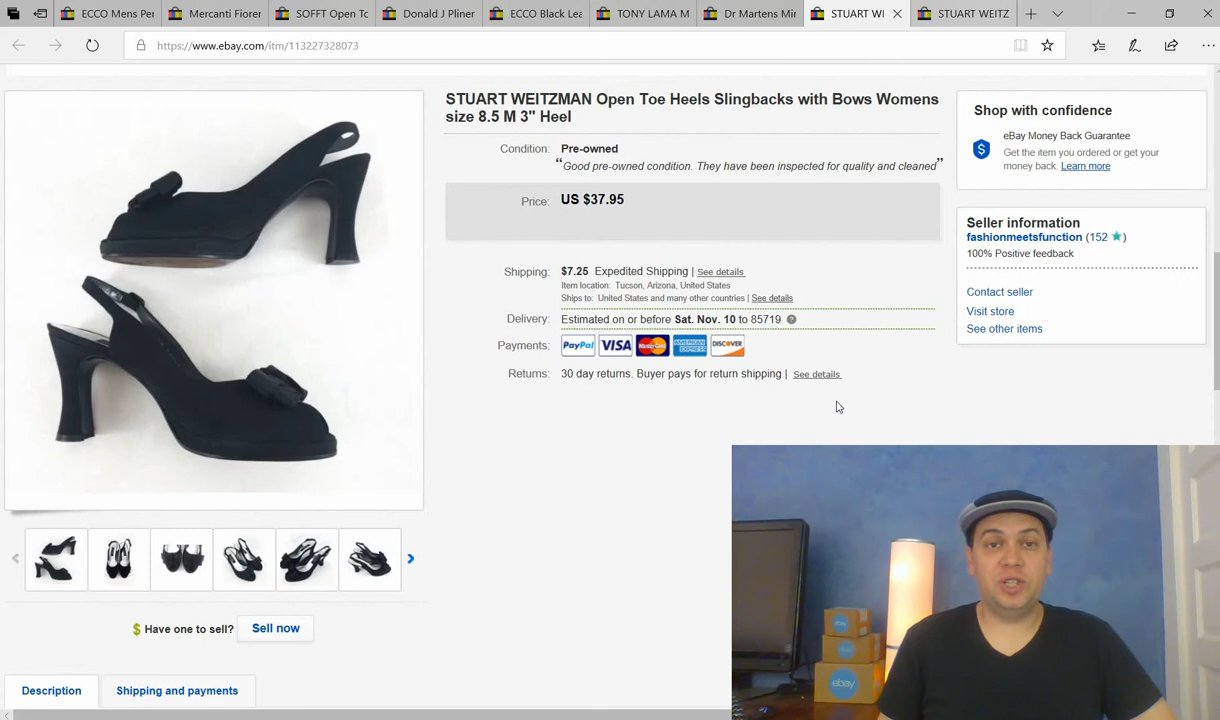 ECCO Mens Per
Mercanti Fiorer
SOFFT Open To
Donald J Pliner
ECCO Black Lea
TONY LAMA M
Dr Martens Mir
STUART WEI
STUART WEITZ
https://www.ebay.com/itm/113227328073
STUART WEITZMAN Open Toe Heels Slingbacks with Bows Womens
size 8.5 M 3" Heel
Condition: Pre-owned
“Good pre-owned condition. They have been inspected for quality and cleaned”
Price: US $37.95
Shipping: $7.25 Expedited Shipping | See details
Item location: Tucson, Arizona, United States
Ships to: United States and many other countries | See details
Delivery: Estimated on or before Sat. Nov. 10 to 85719 ?
Payments: PayPal VISA MasterCard AMERICAN EXPRESS DISCOVER
Returns: 30 day returns. Buyer pays for return shipping | See details
Shop with confidence
eBay Money Back Guarantee
Get the item you ordered or get your
money back. Learn more
Seller information
fashionmeetsfunction (152 )
100% Positive feedback
Contact seller
Visit store
See other items
Have one to sell? Sell now
Description
Shipping and payments
ebay
ebay
ebay